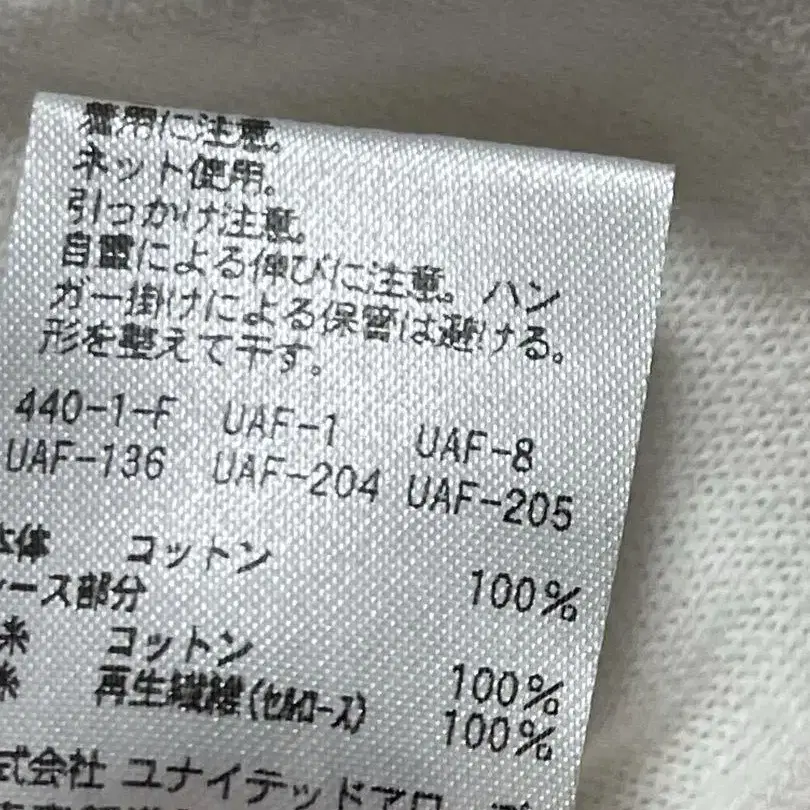 着用に注意。
ネット使用。
引っかけ注意。
自重による伸びに注意。ハン
ガー掛けによる保管は避ける。
形を整えて干す。
440-1-F UAF-1 UAF-8
UAF-136 UAF-204 UAF-205
本体 コットン 100%
レース部分
糸 コットン 100%
糸 再生繊維(セルロース) 100%
式会社 ユナイテッドアロー